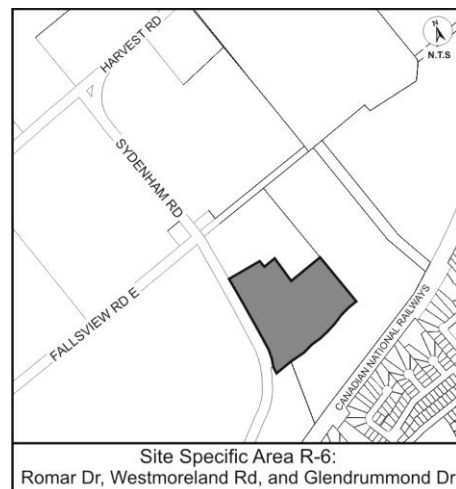 HARVEST RD
N
N.T.S
SYDENHAM RD
FALLSVIEW RD E
CANADIAN NATIONAL RAILWAYS
Site Specific Area R-6:
Romar Dr, Westmoreland Rd, and Glendrummond Dr